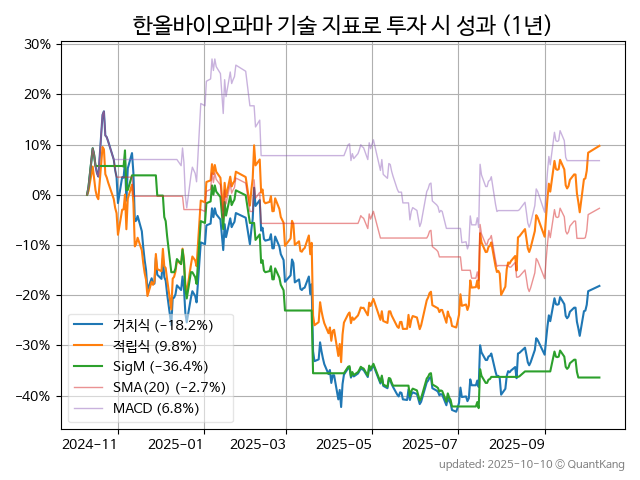 한올바이오파마 기술 지표로 투자 시 성과 (1년)
30%
20%
10%
0%
−10%
−20%
−30%
−40%
거치식 (−18.2%)
적립식 (9.8%)
SigM (−36.4%)
SMA(20) (−2.7%)
MACD (6.8%)
2024−11 2025−01 2025−03 2025−05 2025−07 2025−09
updated: 2025-10-10 © QuantKang